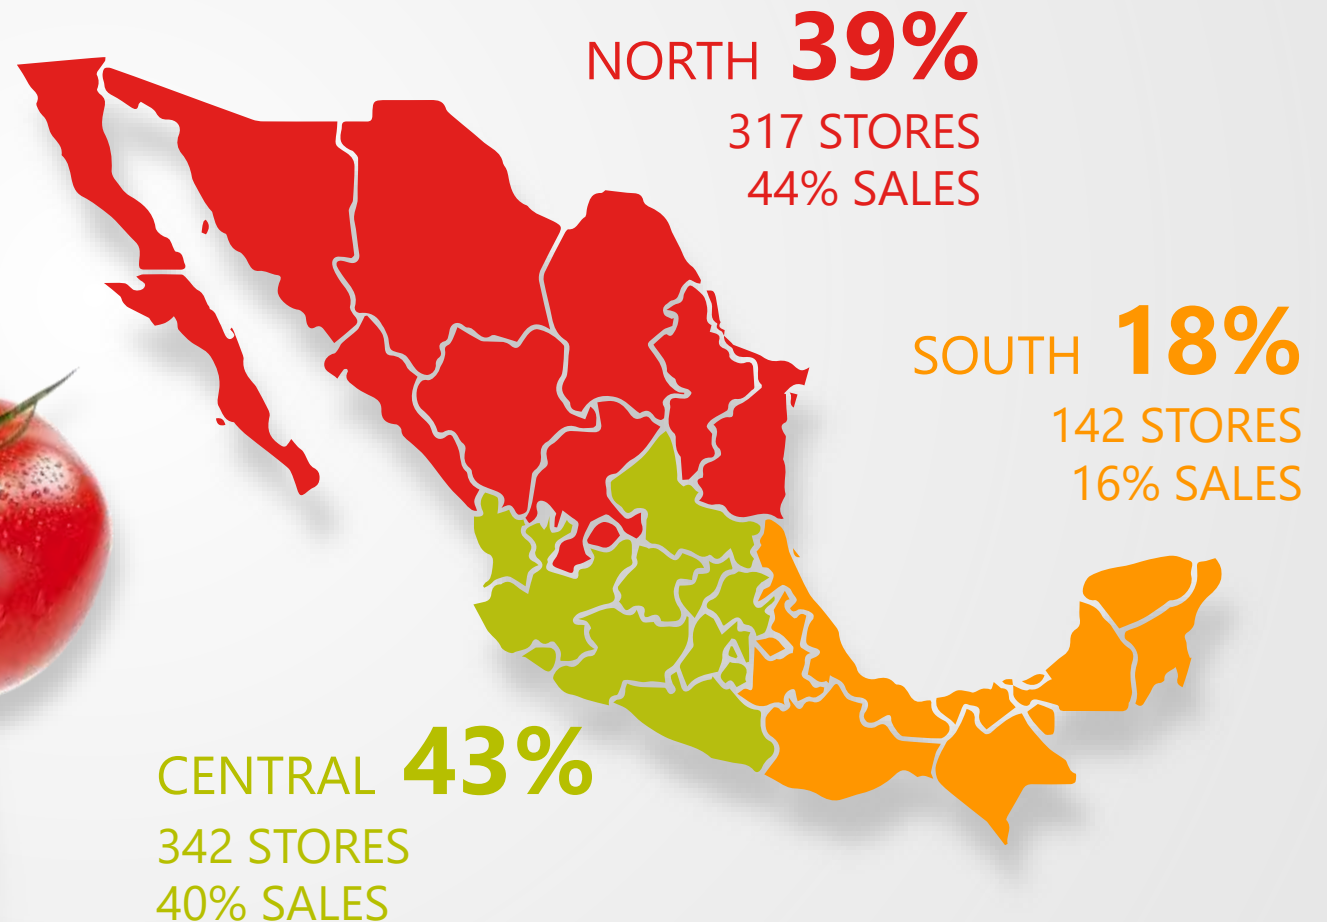 NORTH 39%
317 STORES
44% SALES
SOUTH 18%
142 STORES
16% SALES
CENTRAL 43%
342 STORES
40% SALES